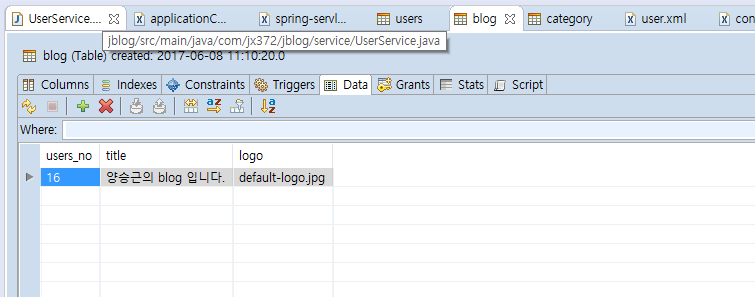 UserService.... applicationC... spring-servl... users blog category user.xml con
jblog/src/main/java/com/jx372/jblog/service/UserService.java
blog (Table) created: 2017-06-08 11:10:20.0
Columns Indexes Constraints Triggers Data Grants Stats Script
Where:
users_no title logo
16 양승근의 blog 입니다. default-logo.jpg